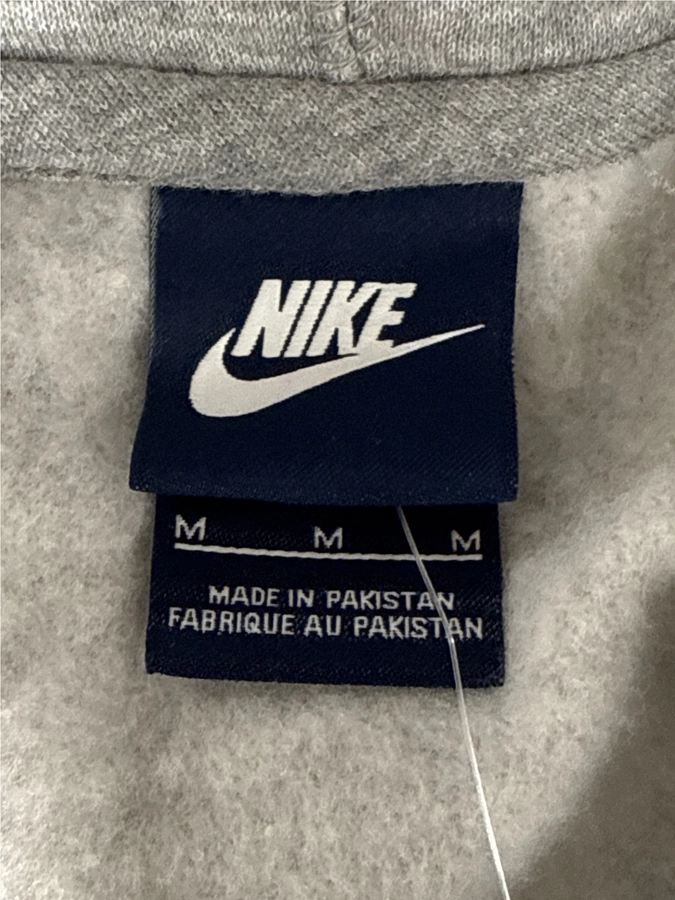 NIKE
M M M
MADE IN PAKISTAN
FABRIQUE AU PAKISTAN